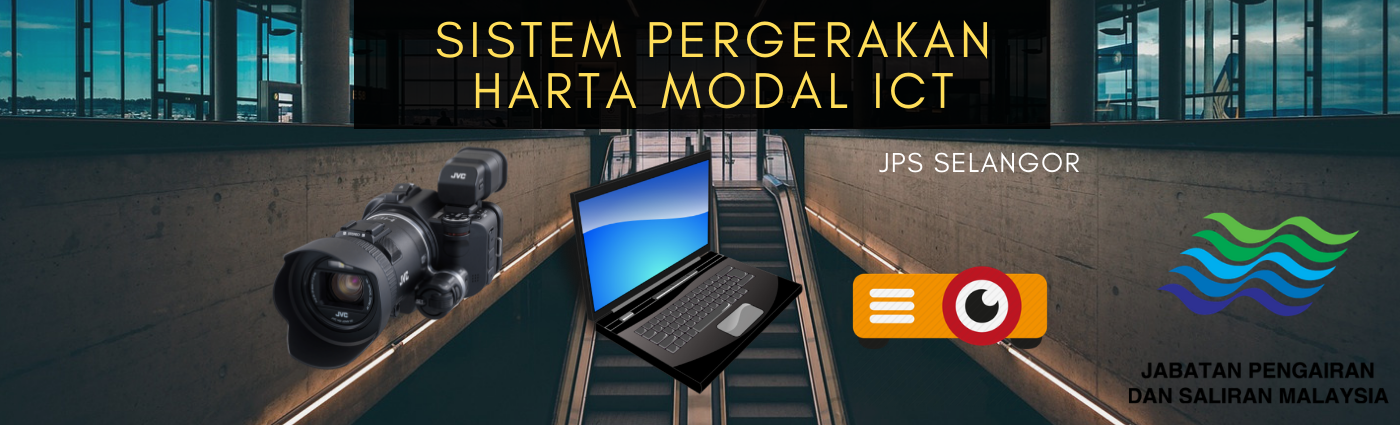 SISTEM PERGERAKAN
HARTA MODAL ICT
JPS SELANGOR
JVC
JVC
JVC
JABATAN PENGAIRAN
DAN SALIRAN MALAYSIA